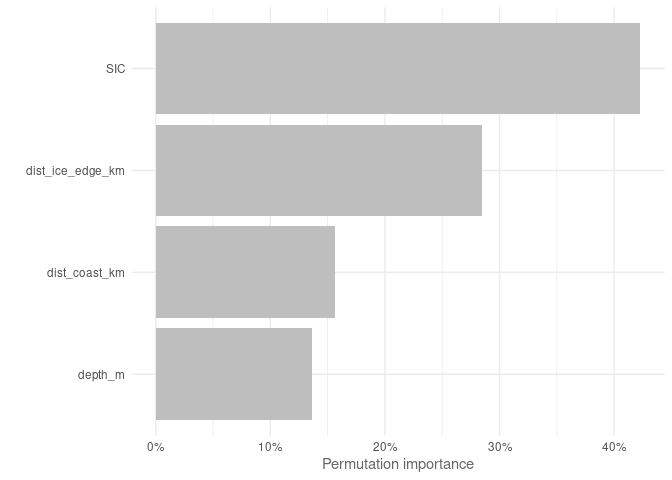 SIC
dist_ice_edge_km
dist_coast_km
depth_m
0% 10% 20% 30% 40%
Permutation importance